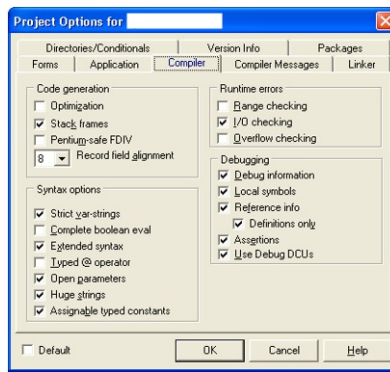 Project Options for
Directories/Conditionals
Version Info
Packages
Forms
Application
Compiler
Compiler Messages
Linker
Code generation
Optimization
Stack frames
Pentium-safe FDIV
8
Record field alignment
Syntax options
Strict var-strings
Complete boolean eval
Extended syntax
Typed @ operator
Open parameters
Huge strings
Assignable typed constants
Runtime errors
Range checking
I/O checking
Overflow checking
Debugging
Debug information
Local symbols
Reference info
Definitions only
Assertions
Use Debug DCUs
Default
OK
Cancel
Help